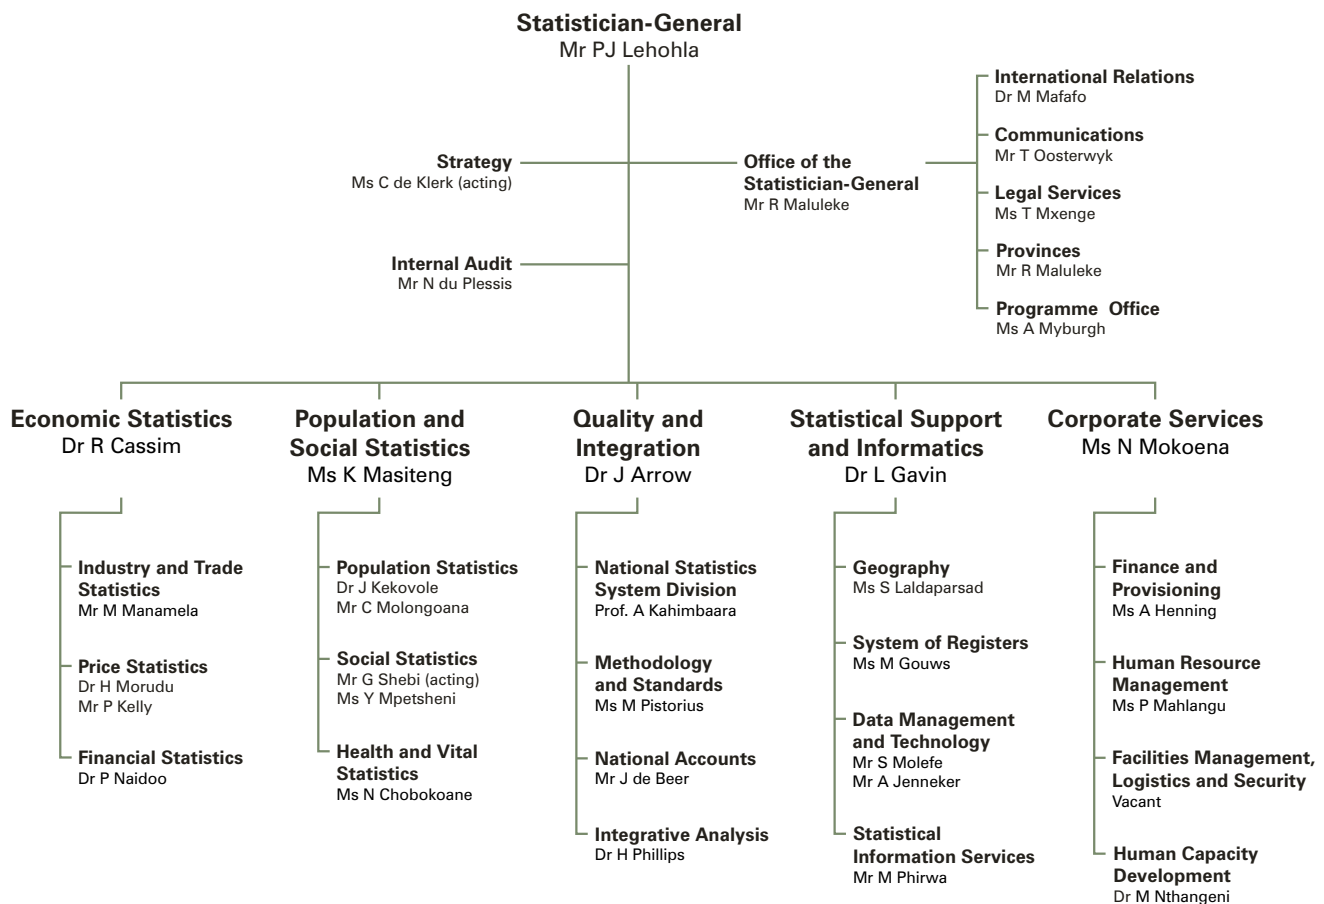 Statistician-General
Mr PJ Lehohla
Strategy
Ms C de Klerk (acting)
Internal Audit
Mr N du Plessis
Office of the
Statistician-General
Mr R Maluleke
International Relations
Dr M Mafafo
Communications
Mr T Oosterwyk
Legal Services
Ms T Mxenge
Provinces
Mr R Maluleke
Programme Office
Ms A Myburgh
Economic Statistics
Dr R Cassim
Industry and Trade
Statistics
Mr M Manamela
Price Statistics
Dr H Morudu
Mr P Kelly
Financial Statistics
Dr P Naidoo
Population and
Social Statistics
Ms K Masiteng
Population Statistics
Dr J Kekovole
Mr C Molongoana
Social Statistics
Mr G Shebi (acting)
Ms Y Mpetsheni
Health and Vital
Statistics
Ms N Chobokoane
Quality and
Integration
Dr J Arrow
National Statistics
System Division
Prof. A Kahimbaara
Methodology
and Standards
Ms M Pistorius
National Accounts
Mr J de Beer
Integrative Analysis
Dr H Phillips
Statistical Support
and Informatics
Dr L Gavin
Geography
Ms S Laldaparsad
System of Registers
Ms M Gouws
Data Management
and Technology
Mr S Molefe
Mr A Jenneker
Statistical
Information Services
Mr M Phirwa
Corporate Services
Ms N Mokoena
Finance and
Provisioning
Ms A Henning
Human Resource
Management
Ms P Mahlangu
Facilities Management,
Logistics and Security
Vacant
Human Capacity
Development
Dr M Nthangeni